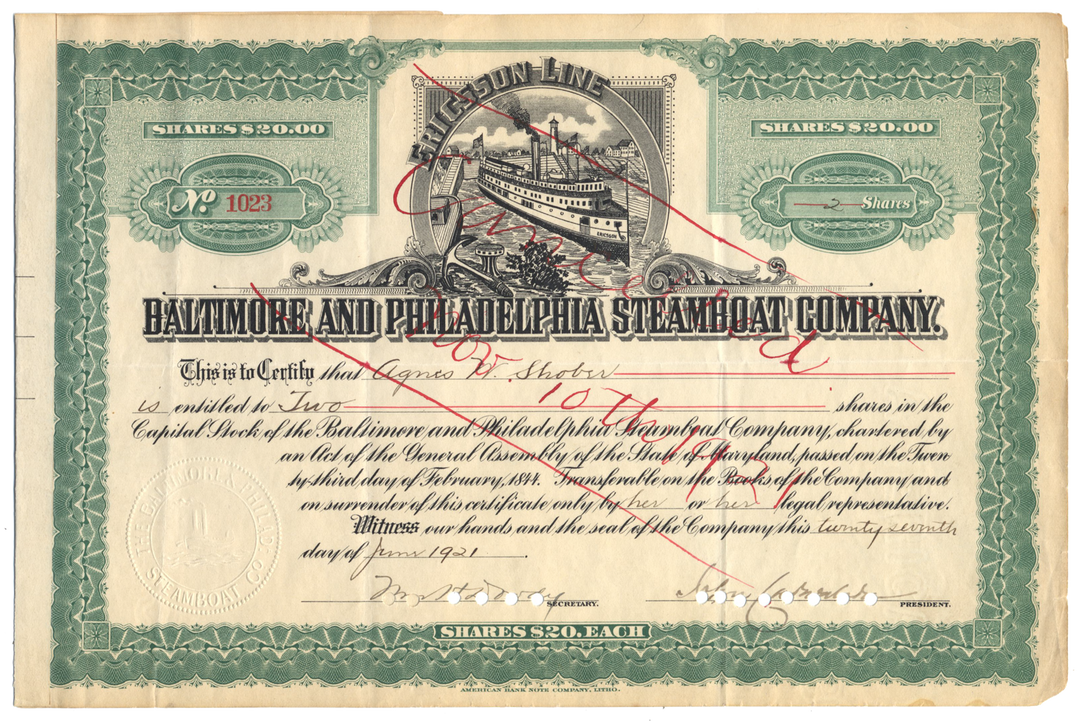 ERICSSON LINE
SHARES $20.00
SHARES $20.00
No. 1023
2 Shares
ERICSSON
BALTIMORE AND PHILADELPHIA STEAMBOAT COMPANY.
This is to Certify that Agnes W. Shober
is entitled to Two shares in the
Capital Stock of the Baltimore and Philadelphia Steamboat Company, chartered by
an Act of the General Assembly of the State of Maryland, passed on the Twen
ty-third day of February, 1844. Transferable on the Books of the Company and
on surrender of this certificate only by her or her legal representative.
Witness our hands and the seal of the Company this twenty seventh
day of June 1921.
Cancelled
Nov.
10th 1921
THE BALTIMORE & PHILAD'A
STEAMBOAT CO
SECRETARY.
PRESIDENT.
SHARES $20. EACH
AMERICAN BANK NOTE COMPANY, LITHO.